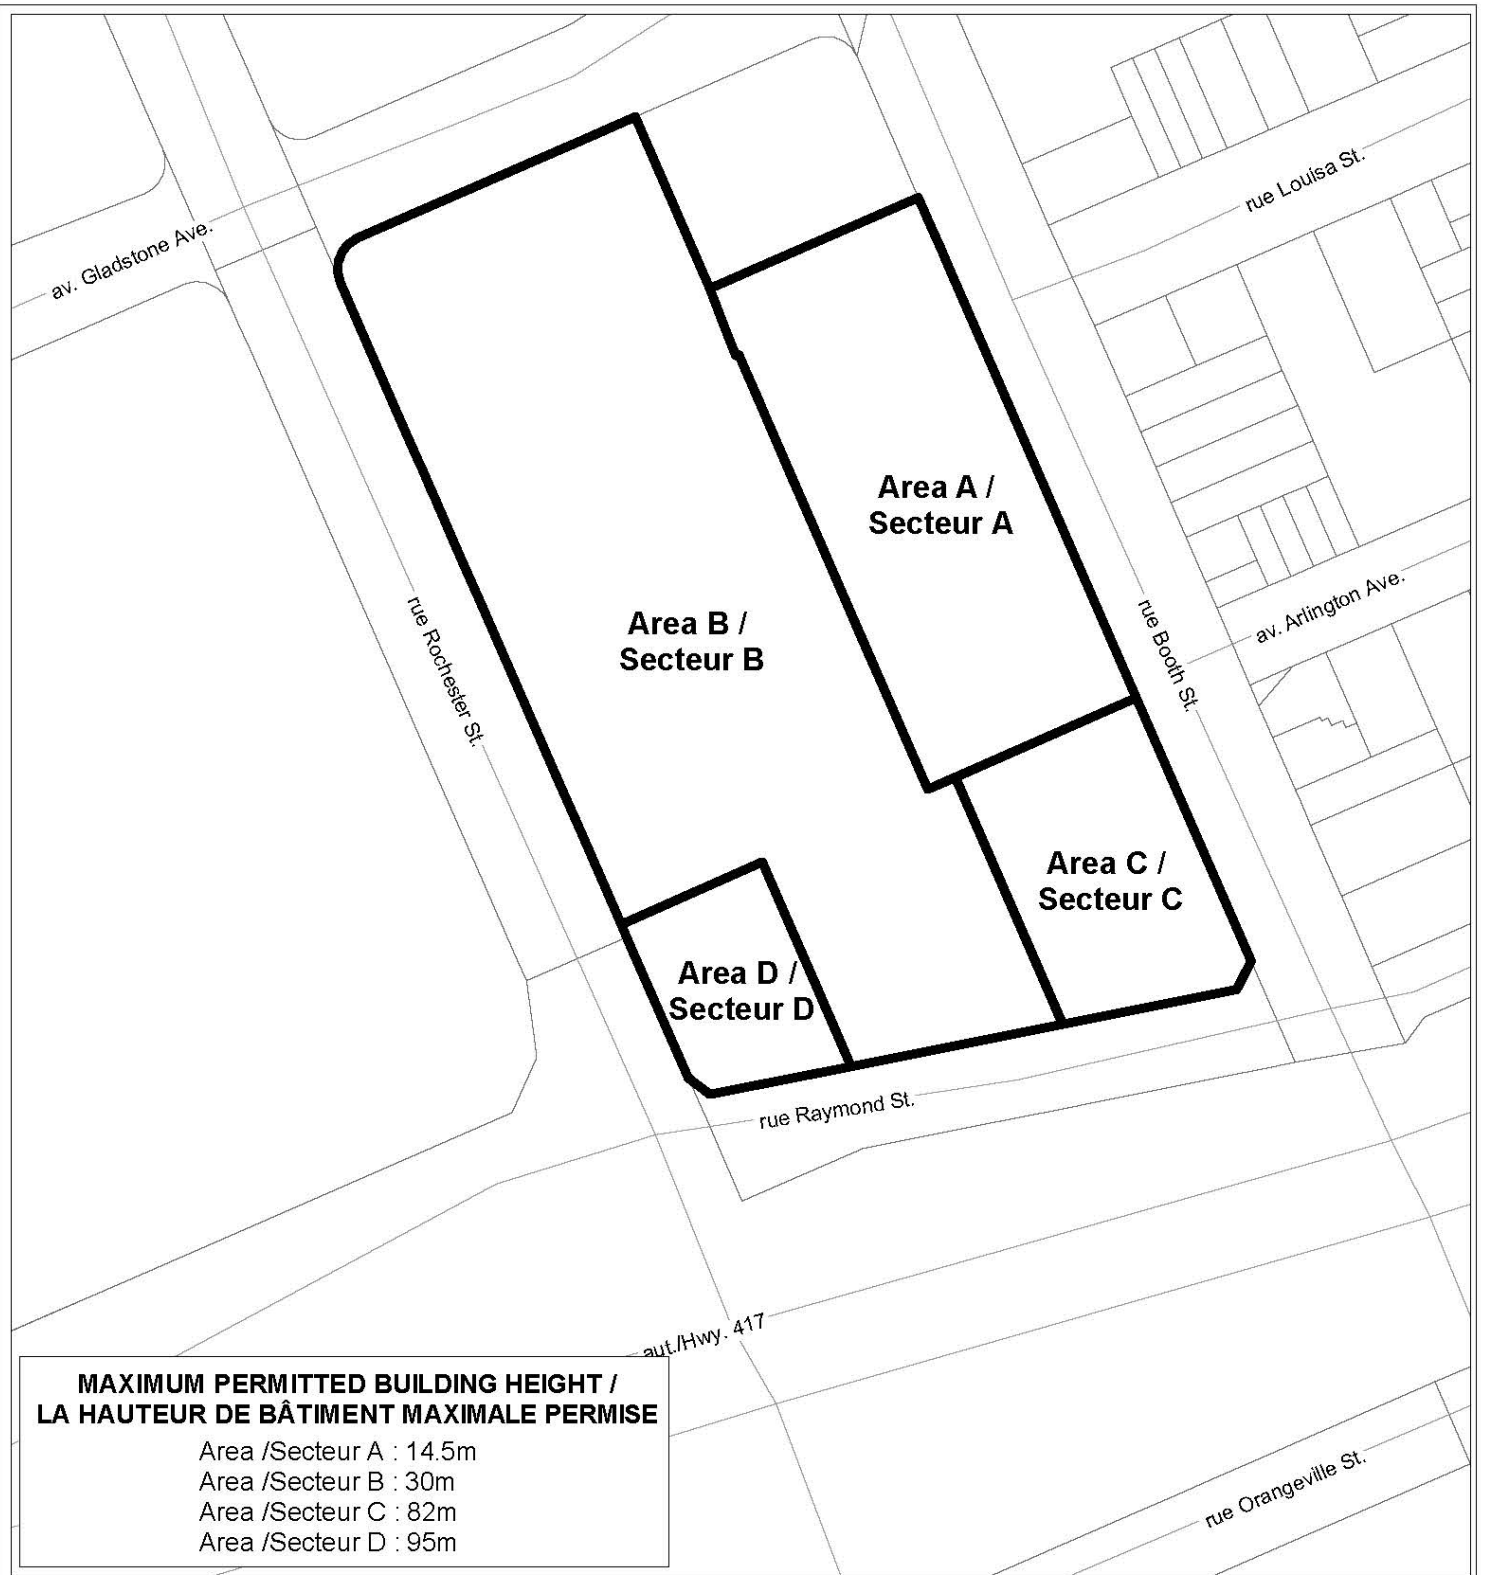 rue Louisa St.
av. Gladstone Ave.
Area A /
Secteur A
av. Arlington Ave.
rue Booth St.
rue Rochester St.
Area B /
Secteur B
Area C /
Secteur C
Area D /
Secteur D
rue Raymond St.
aut./Hwy. 417
MAXIMUM PERMITTED BUILDING HEIGHT /
LA HAUTEUR DE BÂTIMENT MAXIMALE PERMISE
Area /Secteur A : 14.5m
Area /Secteur B : 30m
Area /Secteur C : 82m
Area /Secteur D : 95m
rue Orangeville St.